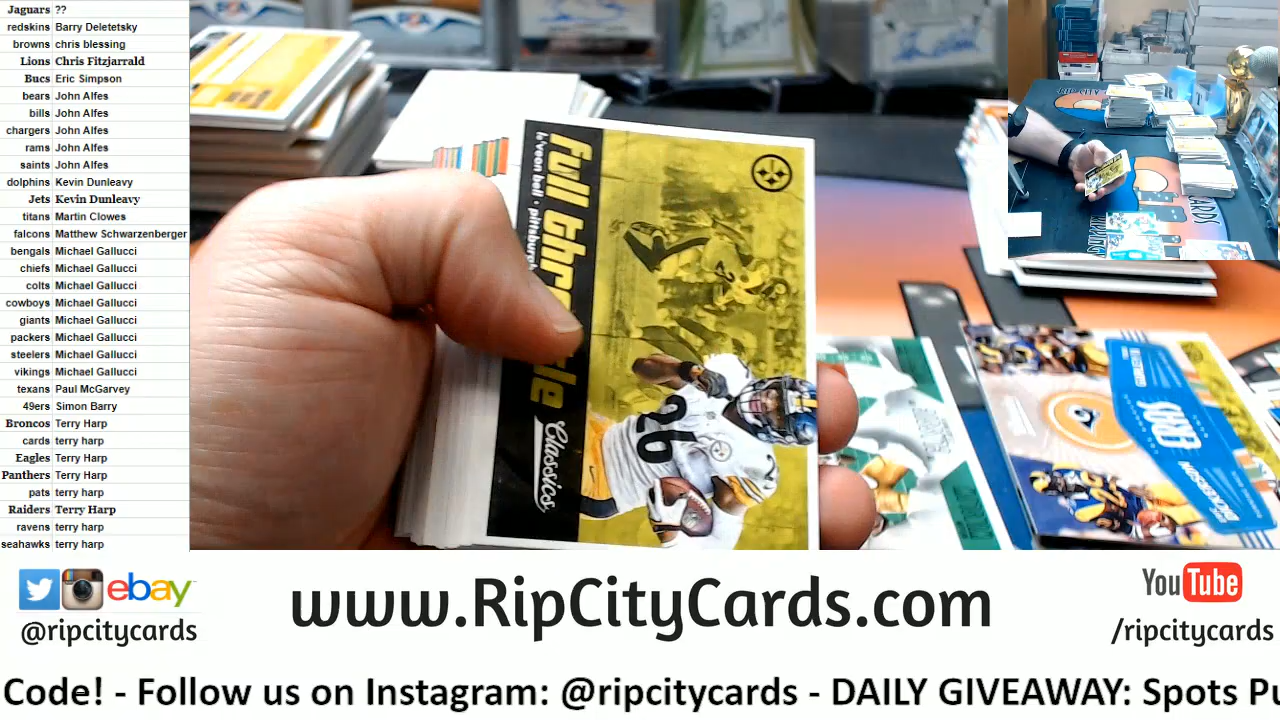 Jaguars ??
redskins Barry Deletetsky
browns chris blessing
Lions Chris Fitzjarrald
Bucs Eric Simpson
bears John Alfes
bills John Alfes
chargers John Alfes
rams John Alfes
saints John Alfes
dolphins Kevin Dunleavy
Jets Kevin Dunleavy
titans Martin Clowes
falcons Matthew Schwarzenberger
bengals Michael Gallucci
chiefs Michael Gallucci
colts Michael Gallucci
cowboys Michael Gallucci
giants Michael Gallucci
packers Michael Gallucci
steelers Michael Gallucci
vikings Michael Gallucci
texans Paul McGarvey
49ers Simon Barry
Broncos Terry Harp
cards terry harp
Eagles Terry Harp
Panthers Terry Harp
pats terry harp
Raiders Terry Harp
ravens terry harp
seahawks terry harp
full
le'veon bell •
Classics
26
ebay
@ripcitycards
www.RipCityCards.com
YouTube
/ripcitycards
Code! - Follow us on Instagram: @ripcitycards - DAILY GIVEAWAY: Spots